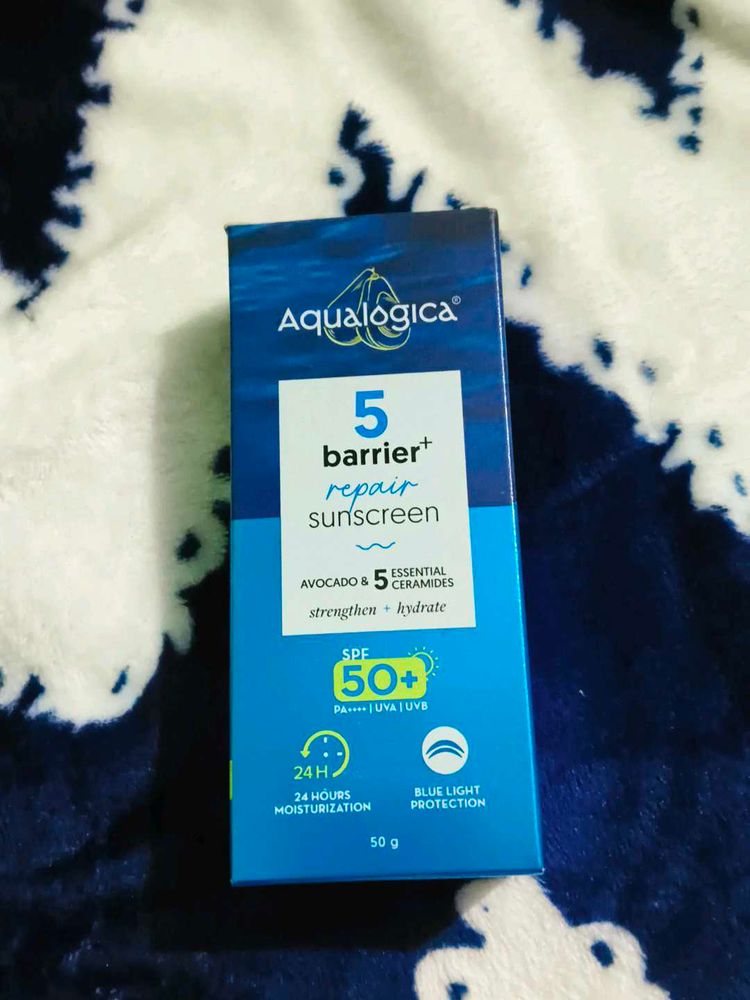 Aqualogica®
5
barrier+
repair
sunscreen
AVOCADO & 5 ESSENTIAL CERAMIDES
strengthen + hydrate
SPF
50+
PA++++ | UVA | UVB
24 H
24 HOURS
MOISTURIZATION
BLUE LIGHT
PROTECTION
50 g